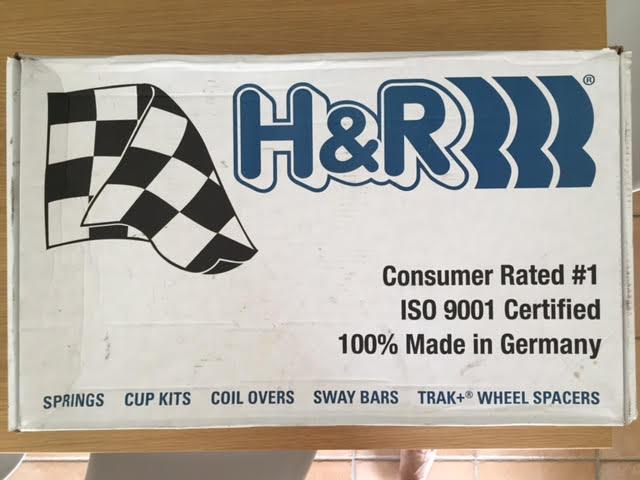 H&R®
Consumer Rated #1
ISO 9001 Certified
100% Made in Germany
SPRINGS CUP KITS COIL OVERS SWAY BARS TRAK+® WHEEL SPACERS